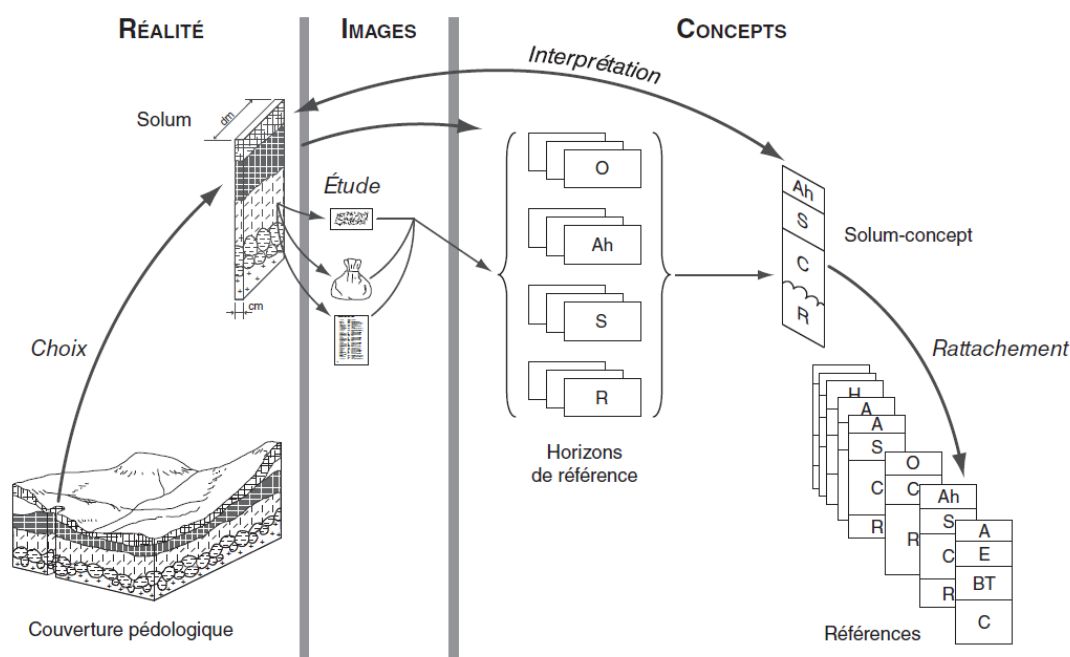 RÉALITÉ
IMAGES
CONCEPTS
Interprétation
Solum
dm
Étude
cm
Choix
Couverture pédologique
O
Ah
S
R
Horizons
de référence
Ah
S
C
R
Solum-concept
Rattachement
H
A
A
S
C
R
O
C
R
Ah
S
C
R
A
E
BT
C
Références